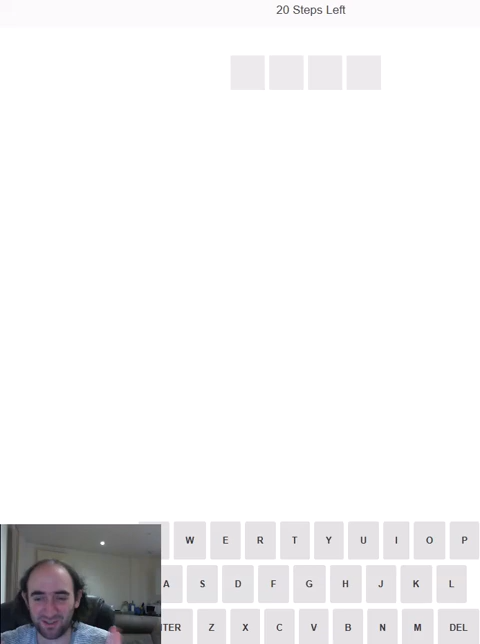 20 Steps Left
W E R T Y U I O P
A S D F G H J K L
TER Z X C V B N M DEL